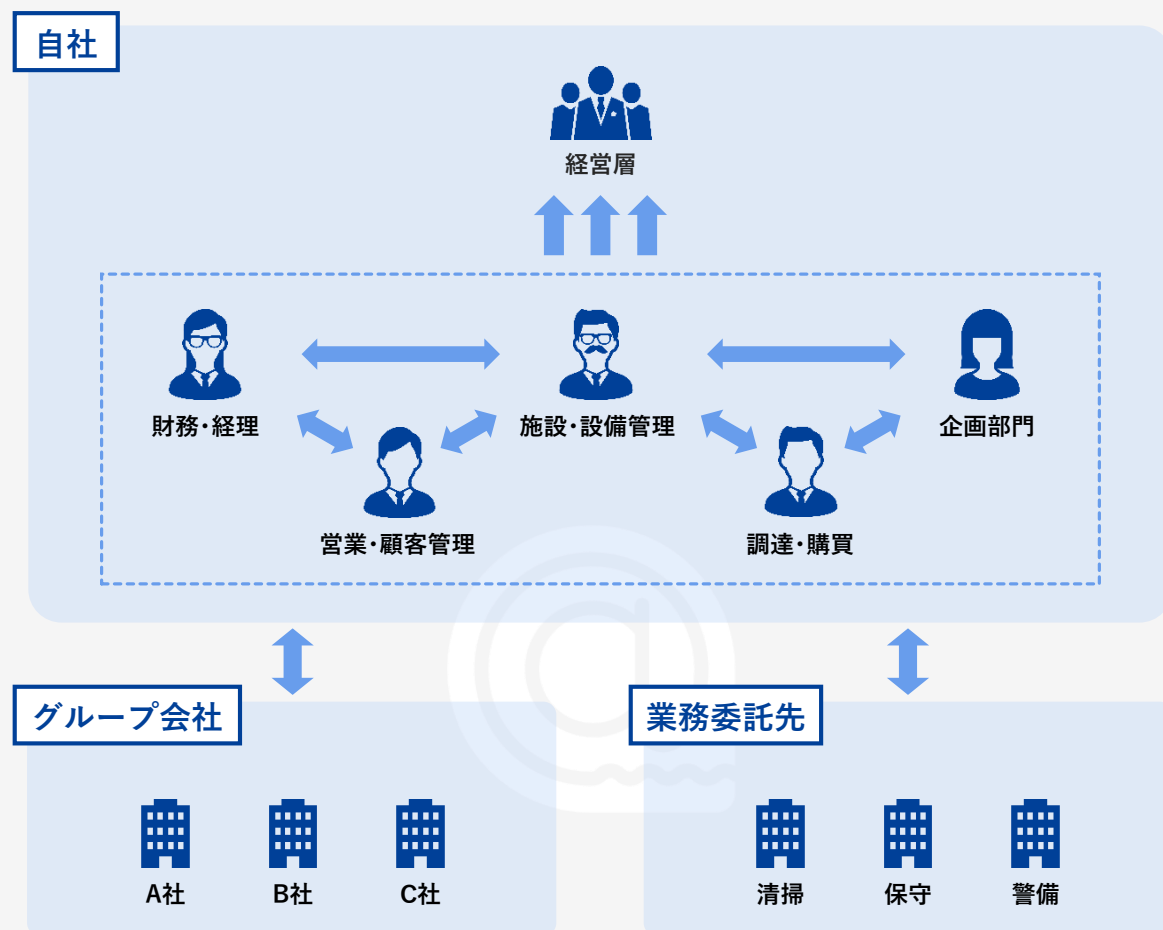 自社
経営層
財務・経理
施設・設備管理
企画部門
営業・顧客管理
調達・購買
グループ会社
業務委託先
A社
B社
C社
清掃
保守
警備